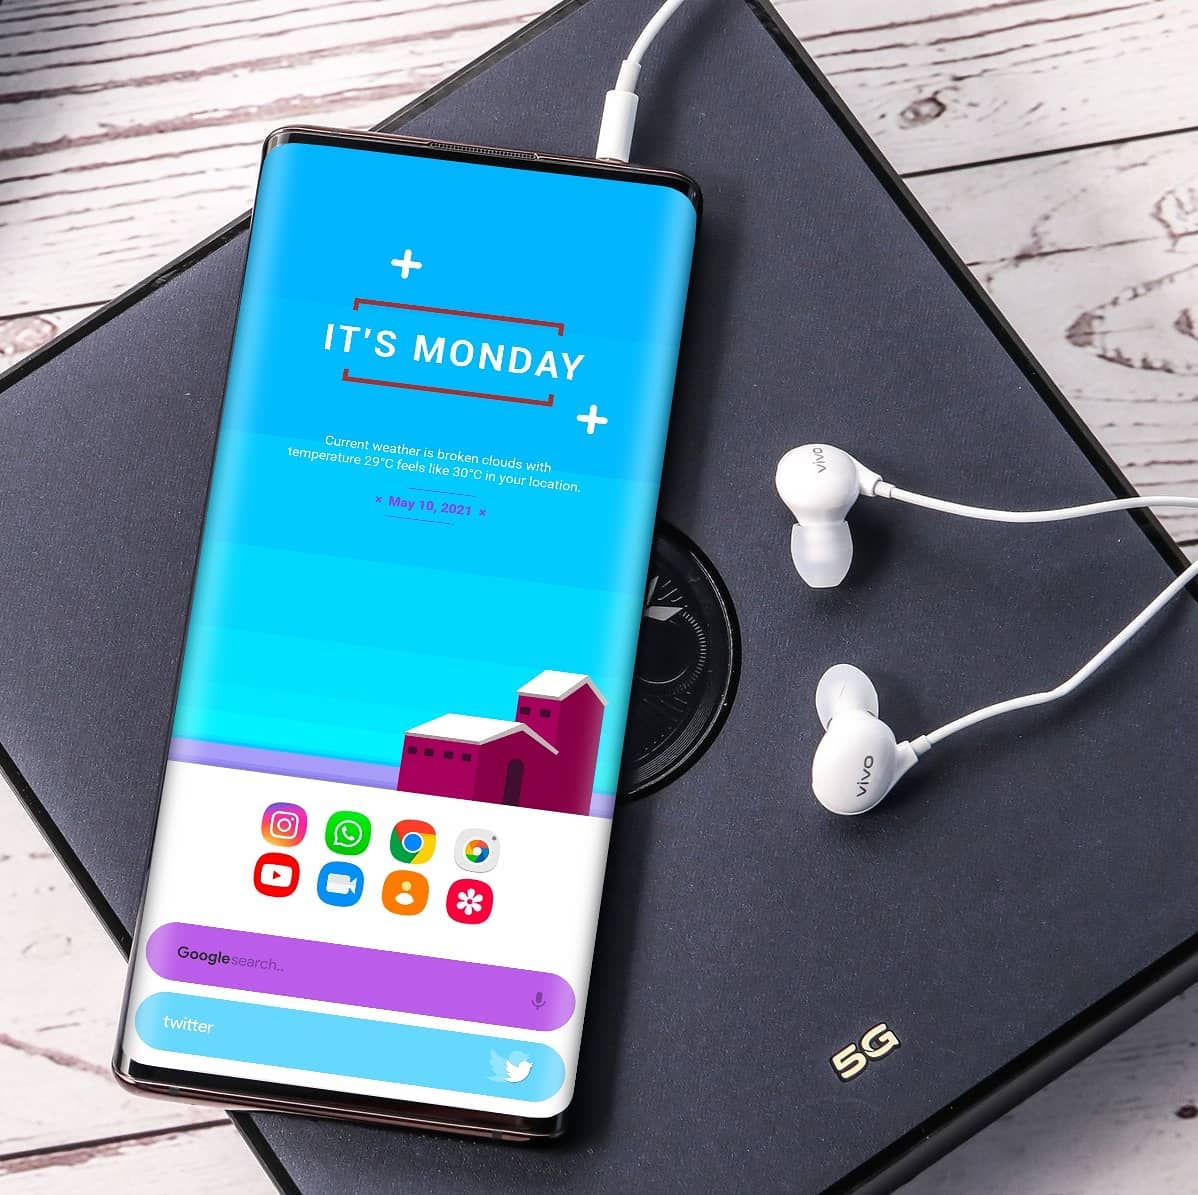 IT'S MONDAY
Current weather is broken clouds with
temperature 29°C feels like 30°C in your location.
× May 10, 2021 ×
vivo
vivo
Google search..
twitter
5G